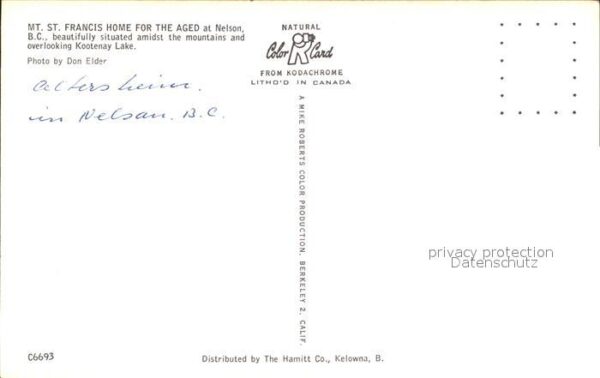 MT. ST. FRANCIS HOME FOR THE AGED at Nelson,
B.C., beautifully situated amidst the mountains and
overlooking Kootenay Lake.
Photo by Don Elder
Altersheim
in Nelson. B.C.
NATURAL
Color Card
FROM KODACHROME
LITHO'D IN CANADA
A MIKE ROBERTS COLOR PRODUCTION, BERKELEY 2, CALIF.
privacy protection
Datenschutz
C6693
Distributed by The Hamitt Co., Kelowna, B.